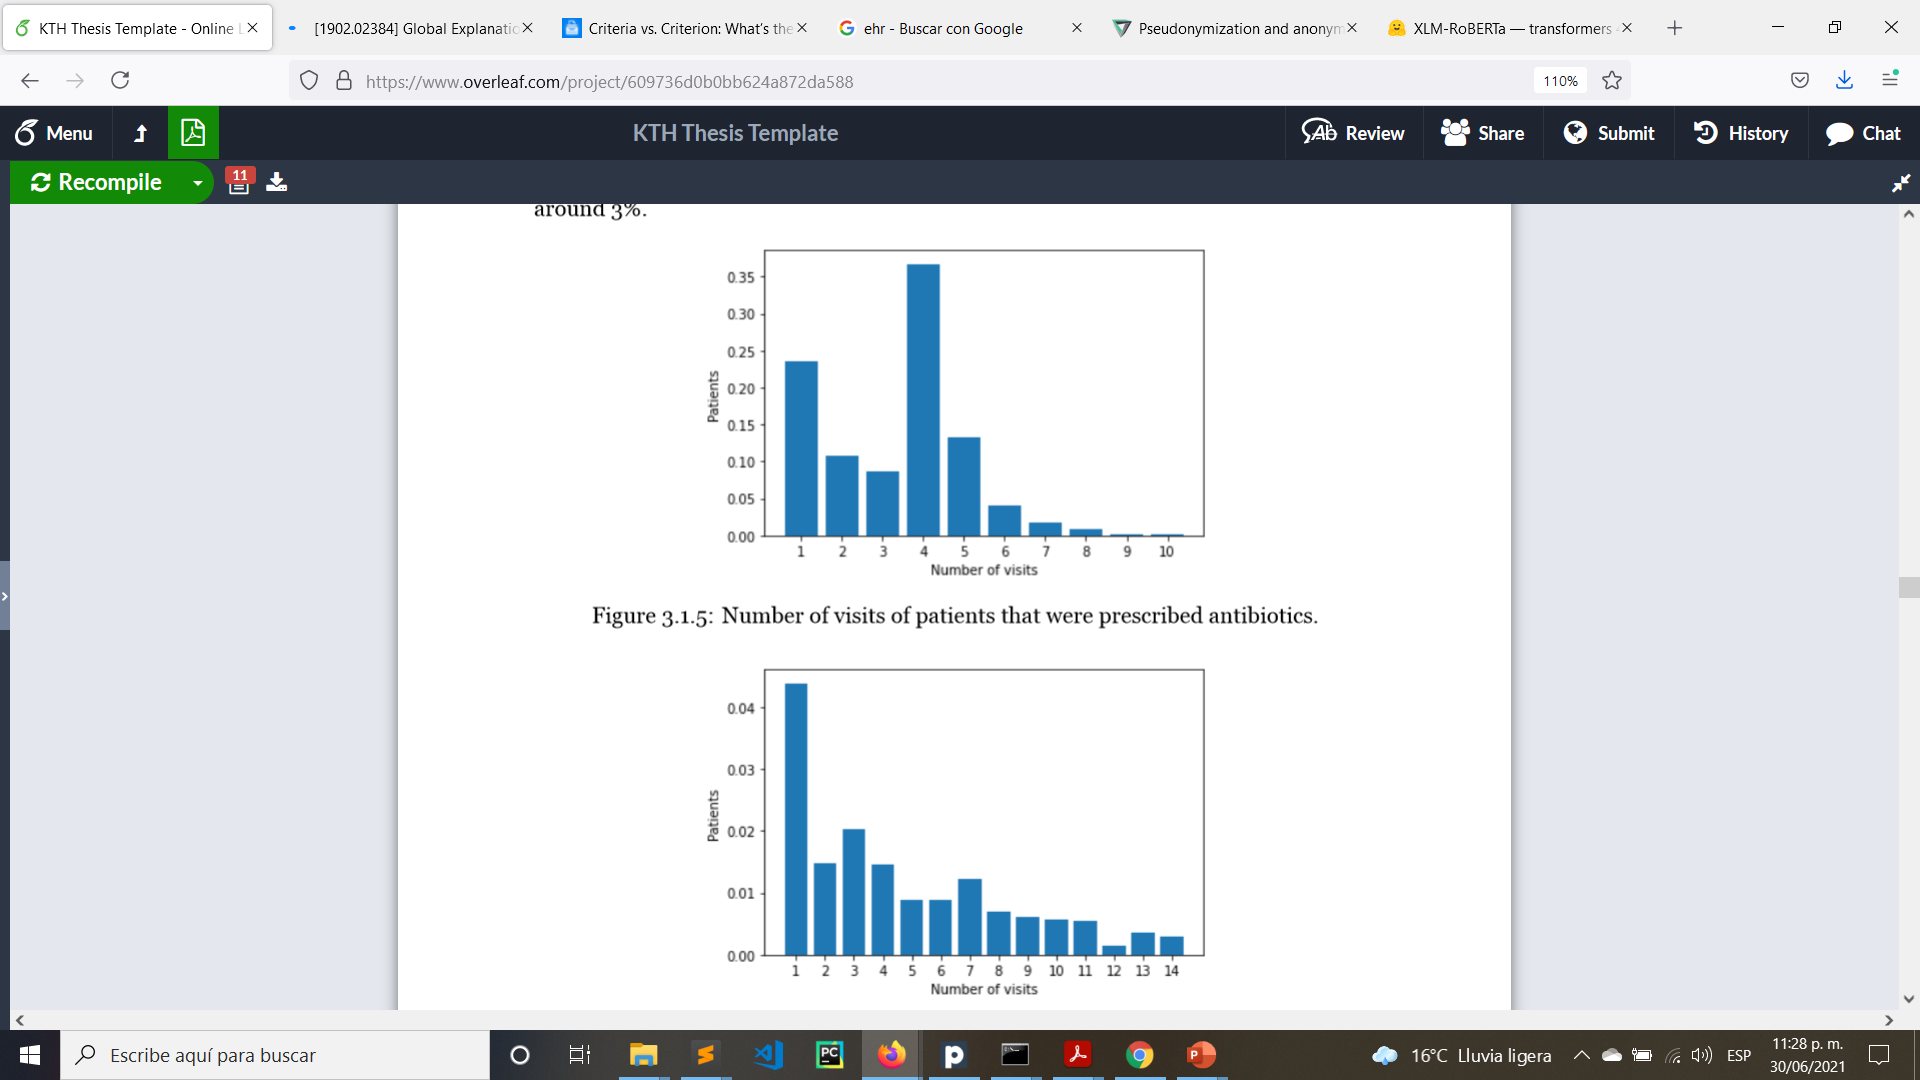 KTH Thesis Template - Online L
[1902.02384] Global Explanatio
Criteria vs. Criterion: What's the
ehr - Buscar con Google
Pseudonymization and anonym
XLM-RoBERTa — transformers
https://www.overleaf.com/project/609736d0b0bb624a872da588
110%
Menu
KTH Thesis Template
Ab Review
Share
Submit
History
Chat
Recompile
11
around 3%.
0.35
0.30
0.25
0.20
0.15
0.10
0.05
0.00
Patients
1 2 3 4 5 6 7 8 9 10
Number of visits
Figure 3.1.5: Number of visits of patients that were prescribed antibiotics.
0.04
0.03
0.02
0.01
0.00
Patients
1 2 3 4 5 6 7 8 9 10 11 12 13 14
Number of visits
Escribe aquí para buscar
PC
16°C Lluvia ligera
ESP
11:28 p. m.
30/06/2021